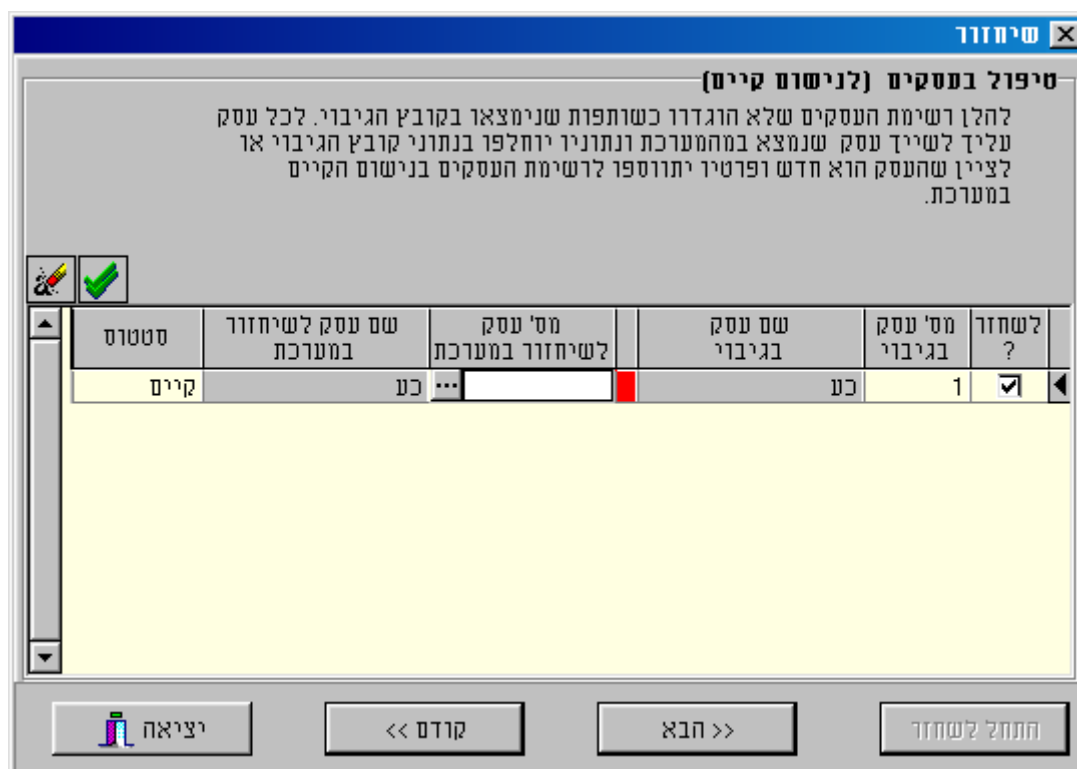 שיחזור
טיפול בעסקים (לנישום קיים)
להלן רשימת העסקים שלא הוגדרו כשותפות שנימצאו בקובץ הגיבוי. לכל עסק
עליך לשייך עסק שנמצא במהמערכת ונתוניו יוחלפו בנתוני קובץ הגיבוי או
לציין שהעסק הוא חדש ופרטיו יתווספו לרשימת העסקים בנישום הקיים
במערכת.
לשחזר ? מס' עסק בגיבוי שם עסק בגיבוי מס' עסק לשיחזור במערכת שם עסק לשיחזור במערכת סטטוס
1 כע ... כע קיים
התחל לשחזר >> הבא קודם << יציאה